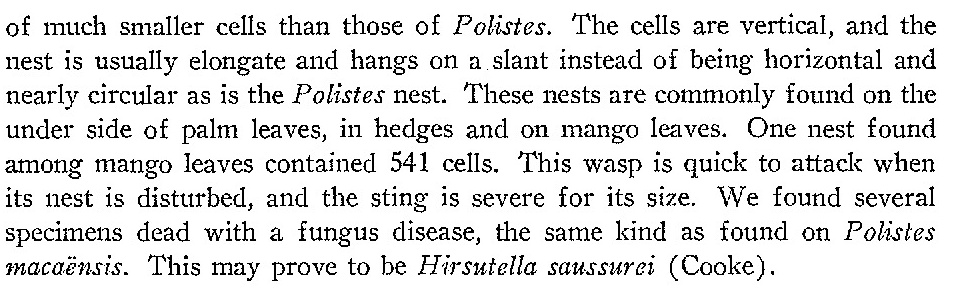 of much smaller cells than those of Polistes. The cells are vertical, and the
nest is usually elongate and hangs on a slant instead of being horizontal and
nearly circular as is the Polistes nest. These nests are commonly found on the
under side of palm leaves, in hedges and on mango leaves. One nest found
among mango leaves contained 541 cells. This wasp is quick to attack when
its nest is disturbed, and the sting is severe for its size. We found several
specimens dead with a fungus disease, the same kind as found on Polistes
macaënsis. This may prove to be Hirsutella saussurei (Cooke).